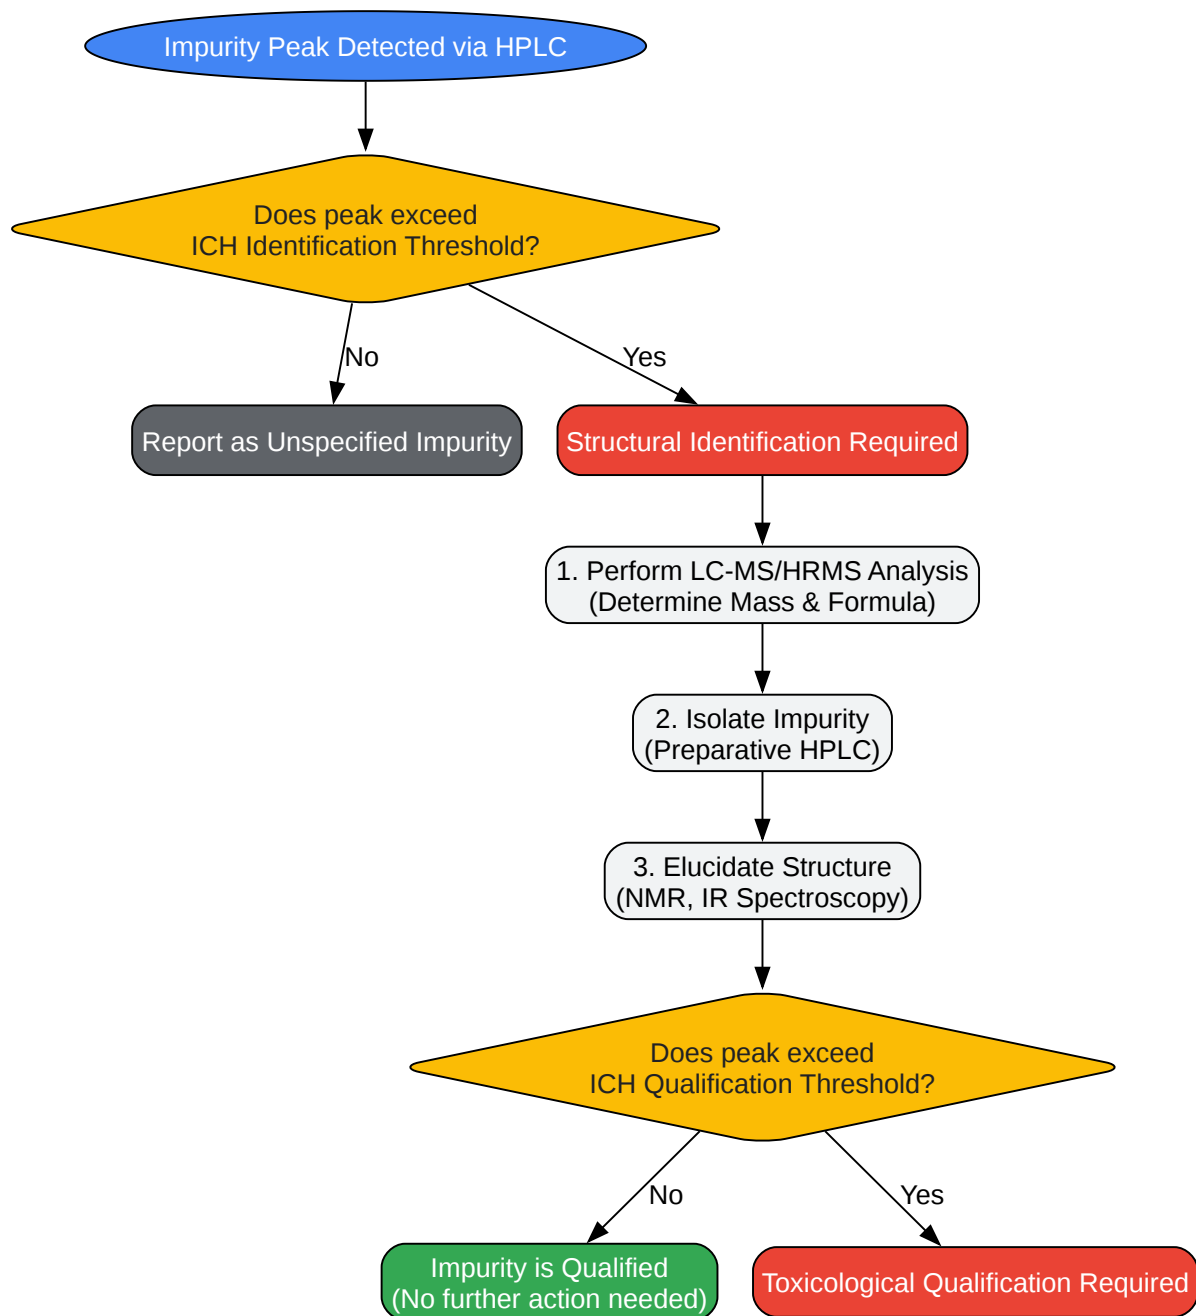 Impurity Peak Detected via HPLC
Does peak exceed
ICH Identification Threshold?
No
Yes
Report as Unspecified Impurity
Structural Identification Required
1. Perform LC-MS/HRMS Analysis
(Determine Mass & Formula)
2. Isolate Impurity
(Preparative HPLC)
3. Elucidate Structure
(NMR, IR Spectroscopy)
Does peak exceed
ICH Qualification Threshold?
No
Yes
Impurity is Qualified
(No further action needed)
Toxicological Qualification Required